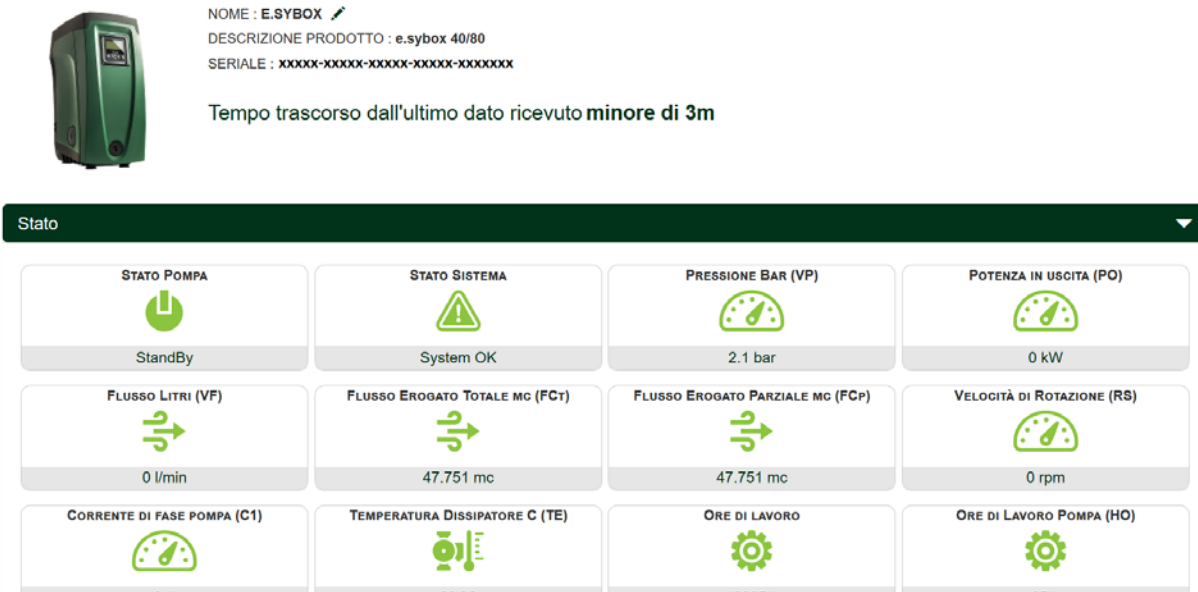 NOME : E.SYBOX
DESCRIZIONE PRODOTTO : e.sybox 40/80
SERIALE : xxxxx-xxxxx-xxxxx-xxxxx-xxxxxxx
Tempo trascorso dall'ultimo dato ricevuto minore di 3m
Stato
STATO POMPA
StandBy
STATO SISTEMA
System OK
PRESSIONE BAR (VP)
2.1 bar
POTENZA IN USCITA (PO)
0 kW
FLUSSO LITRI (VF)
0 l/min
FLUSSO EROGATO TOTALE MC (FCT)
47.751 mc
FLUSSO EROGATO PARZIALE MC (FCP)
47.751 mc
VELOCITÀ DI ROTAZIONE (RS)
0 rpm
CORRENTE DI FASE POMPA (C1)
TEMPERATURA DISSIPATORE C (TE)
ORE DI LAVORO
ORE DI LAVORO POMPA (HO)